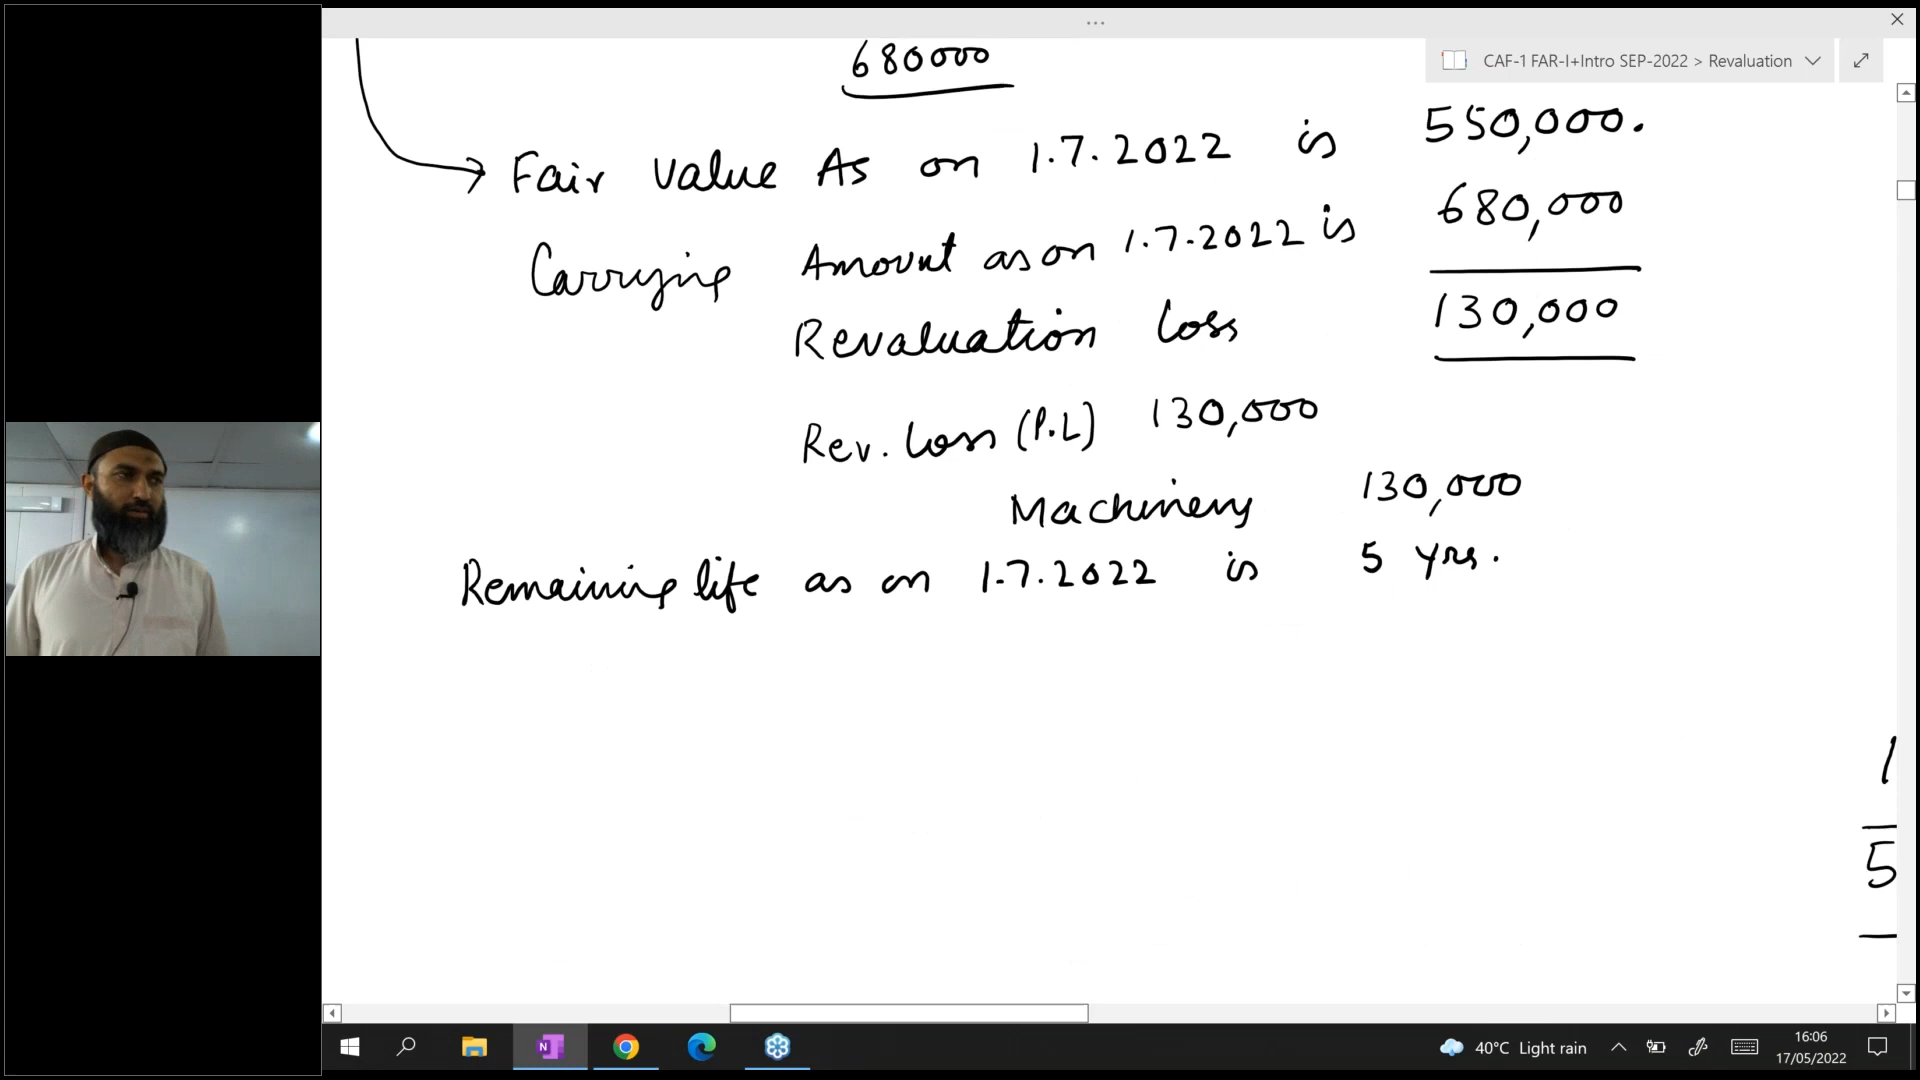 680000
CAF-1 FAR-I+Intro SEP-2022 > Revaluation
Fair value As on 1.7.2022 is 550,000.
Carrying Amount as on 1.7.2022 is 680,000
Revaluation loss 130,000
Rev. loss (P.L) 130,000
Machinery 130,000
Remaining life as on 1.7.2022 is 5 yrs.
1
5
40°C Light rain
16:06
17/05/2022